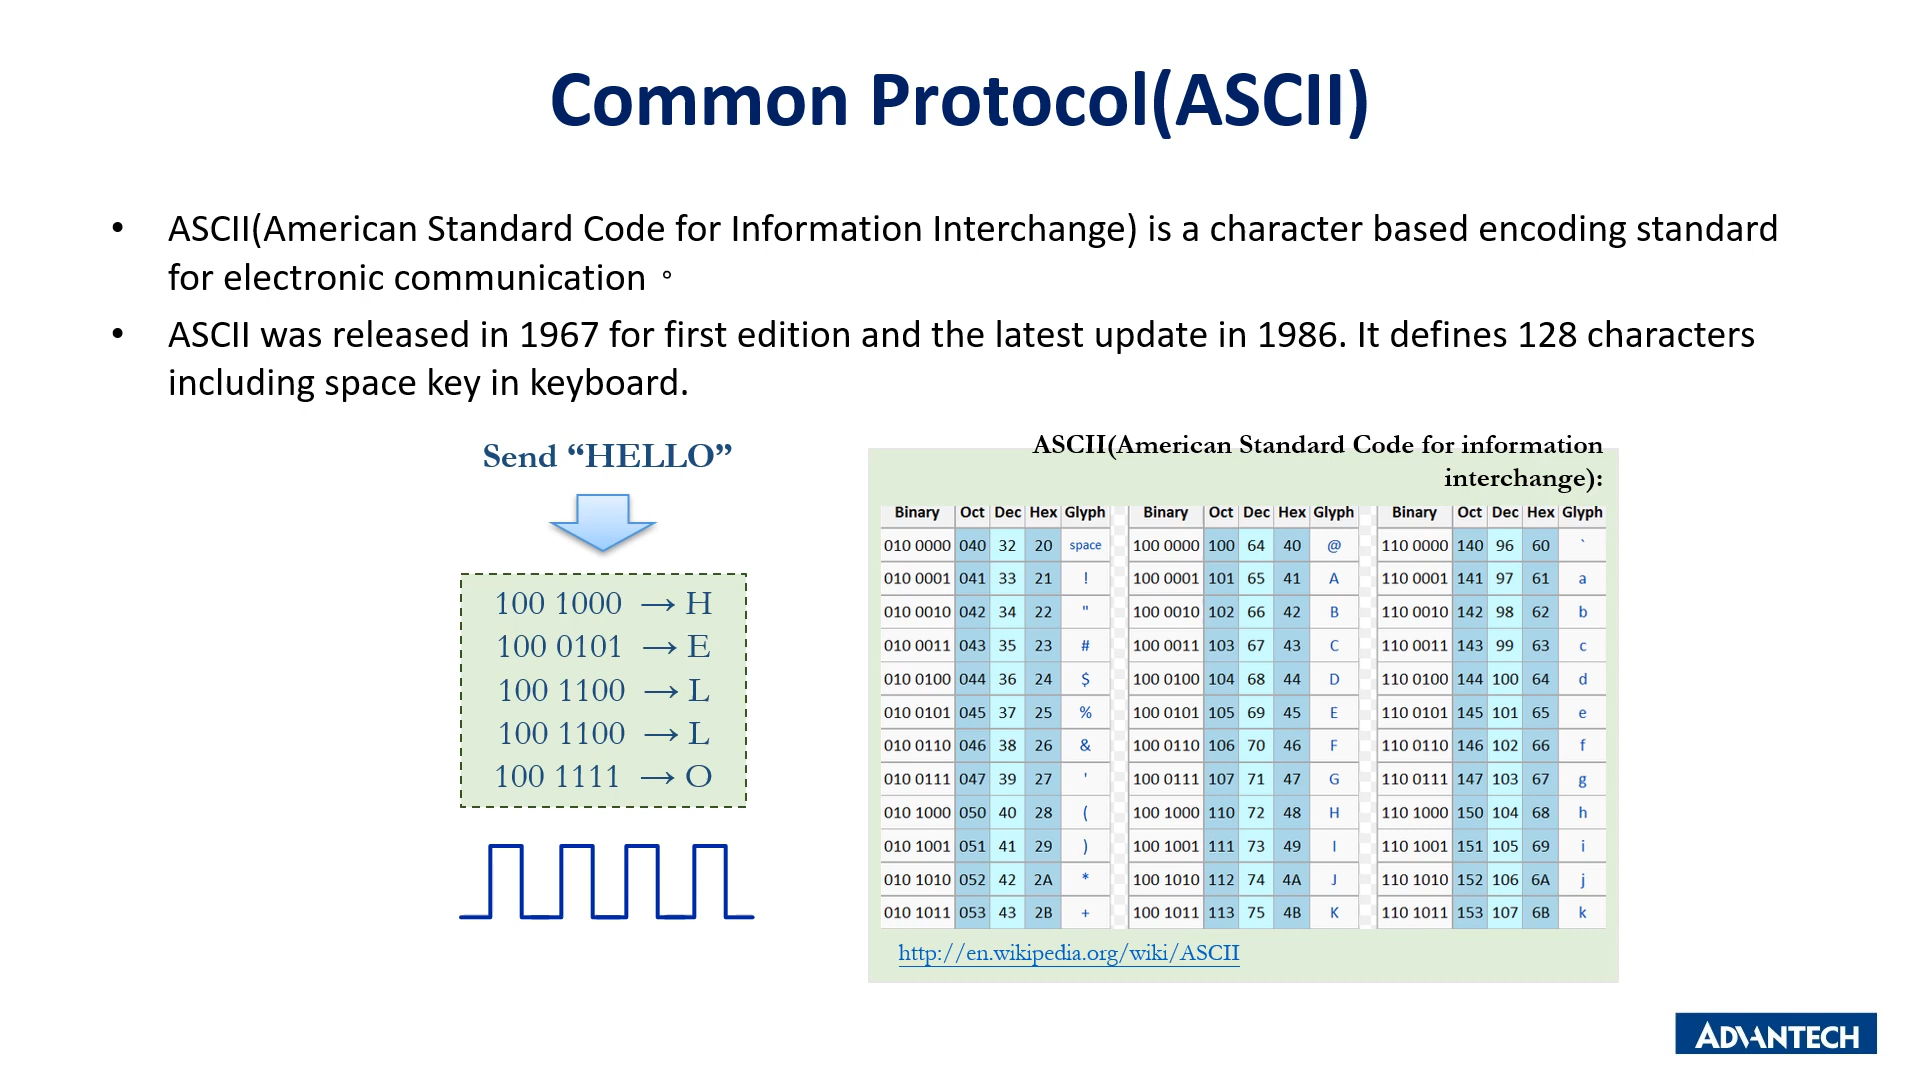 Common Protocol(ASCII)
• ASCII(American Standard Code for Information Interchange) is a character based encoding standard
for electronic communication。
• ASCII was released in 1967 for first edition and the latest update in 1986. It defines 128 characters
including space key in keyboard.
Send “HELLO”
100 1000 → H
100 0101 → E
100 1100 → L
100 1100 → L
100 1111 → O
ASCII(American Standard Code for information
interchange):
Binary Oct Dec Hex Glyph Binary Oct Dec Hex Glyph Binary Oct Dec Hex Glyph
010 0000 040 32 20 space 100 0000 100 64 40 @ 110 0000 140 96 60 `
010 0001 041 33 21 ! 100 0001 101 65 41 A 110 0001 141 97 61 a
010 0010 042 34 22 " 100 0010 102 66 42 B 110 0010 142 98 62 b
010 0011 043 35 23 # 100 0011 103 67 43 C 110 0011 143 99 63 c
010 0100 044 36 24 $ 100 0100 104 68 44 D 110 0100 144 100 64 d
010 0101 045 37 25 % 100 0101 105 69 45 E 110 0101 145 101 65 e
010 0110 046 38 26 & 100 0110 106 70 46 F 110 0110 146 102 66 f
010 0111 047 39 27 ' 100 0111 107 71 47 G 110 0111 147 103 67 g
010 1000 050 40 28 ( 100 1000 110 72 48 H 110 1000 150 104 68 h
010 1001 051 41 29 ) 100 1001 111 73 49 I 110 1001 151 105 69 i
010 1010 052 42 2A * 100 1010 112 74 4A J 110 1010 152 106 6A j
010 1011 053 43 2B + 100 1011 113 75 4B K 110 1011 153 107 6B k
http://en.wikipedia.org/wiki/ASCII
ADVANTECH